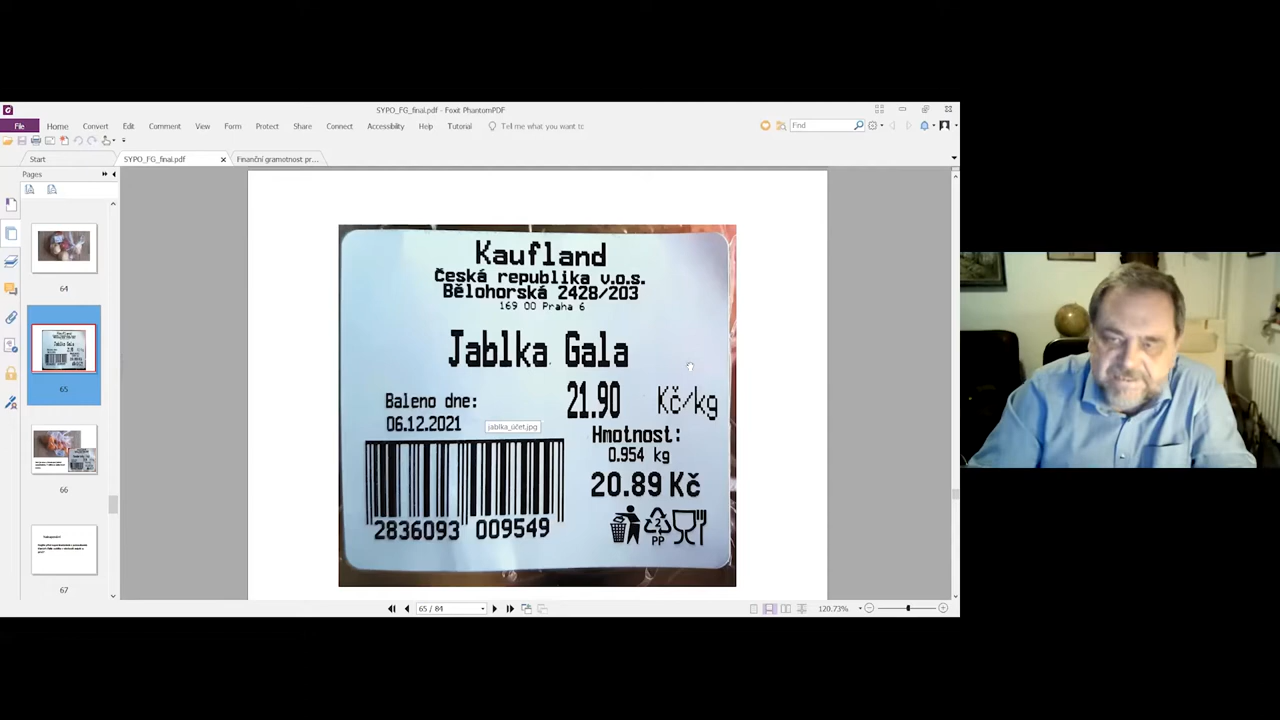 SYPO_FG_final.pdf - Foxit PhantomPDF
File Home Convert Edit Comment View Form Protect Share Connect Accessibility Help Tutorial Tell me what you want to
Find
Start SYPO_FG_final.pdf Finanční gramotnost pr...
Pages
64
65
66
67
Kaufland
Česká republika v.o.s.
Bělohorská 2428/203
169 00 Praha 6
Jablka Gala
21.90 Kč/kg
Baleno dne:
06.12.2021
jablka_účet.jpg
Hmotnost:
0.954 kg
20.89 Kč
2836093 009549
2
PP
65 / 84
120.73%